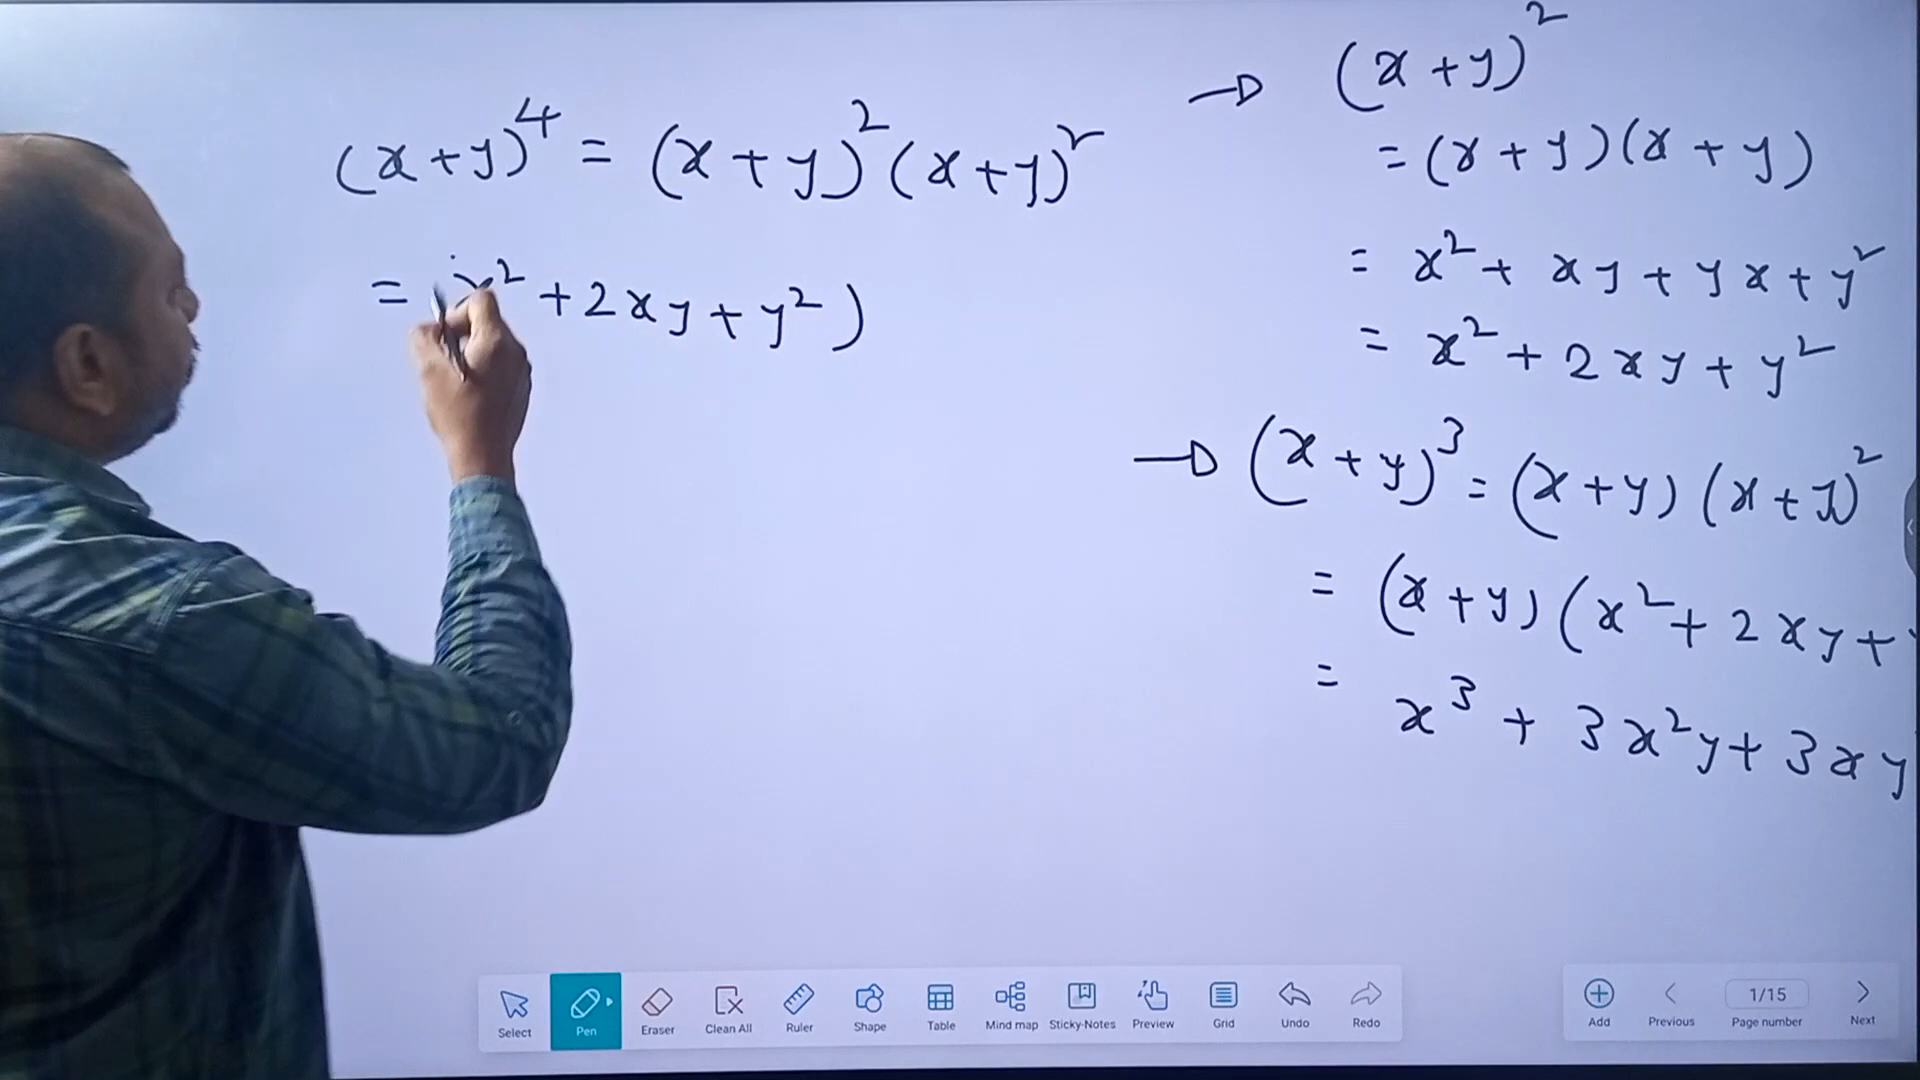 (x+y)⁴ = (x+y)²(x+y)²
= x²+2xy+y²)
→ (x+y)²
=(x+y)(x+y)
= x²+xy+yx+y²
= x²+2xy+y²
→ (x+y)³=(x+y)(x+y)²
= (x+y)(x²+2xy+
= x³+3x²y+3xy
Select Pen Eraser Clean All Ruler Shape Table Mind map Sticky-Notes Preview Grid Undo Redo
Add Previous 1/15 Page number Next